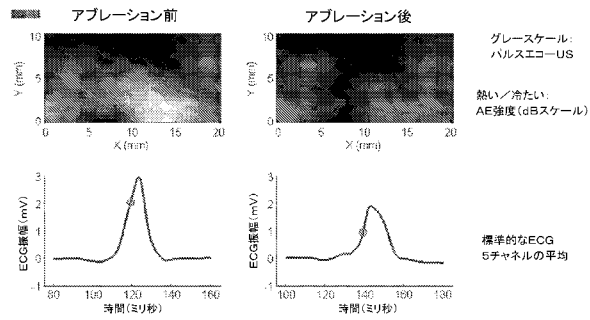 アブレーション前
アブレーション後
グレースケール:
パルスエコーUS
熱い/冷たい:
AE強度(dBスケール)
Y (mm)
10
5
0
0 5 10 15 20
X (mm)
Y (mm)
10
5
0
0 5 10 15 20
X (mm)
ECG振幅(mV)
3
2
1
0
-1
80 100 120 140 160
時間(ミリ秒)
ECG振幅(mV)
3
2
1
0
-1
100 120 140 160 180
時間(ミリ秒)
標準的なECG
5チャネルの平均